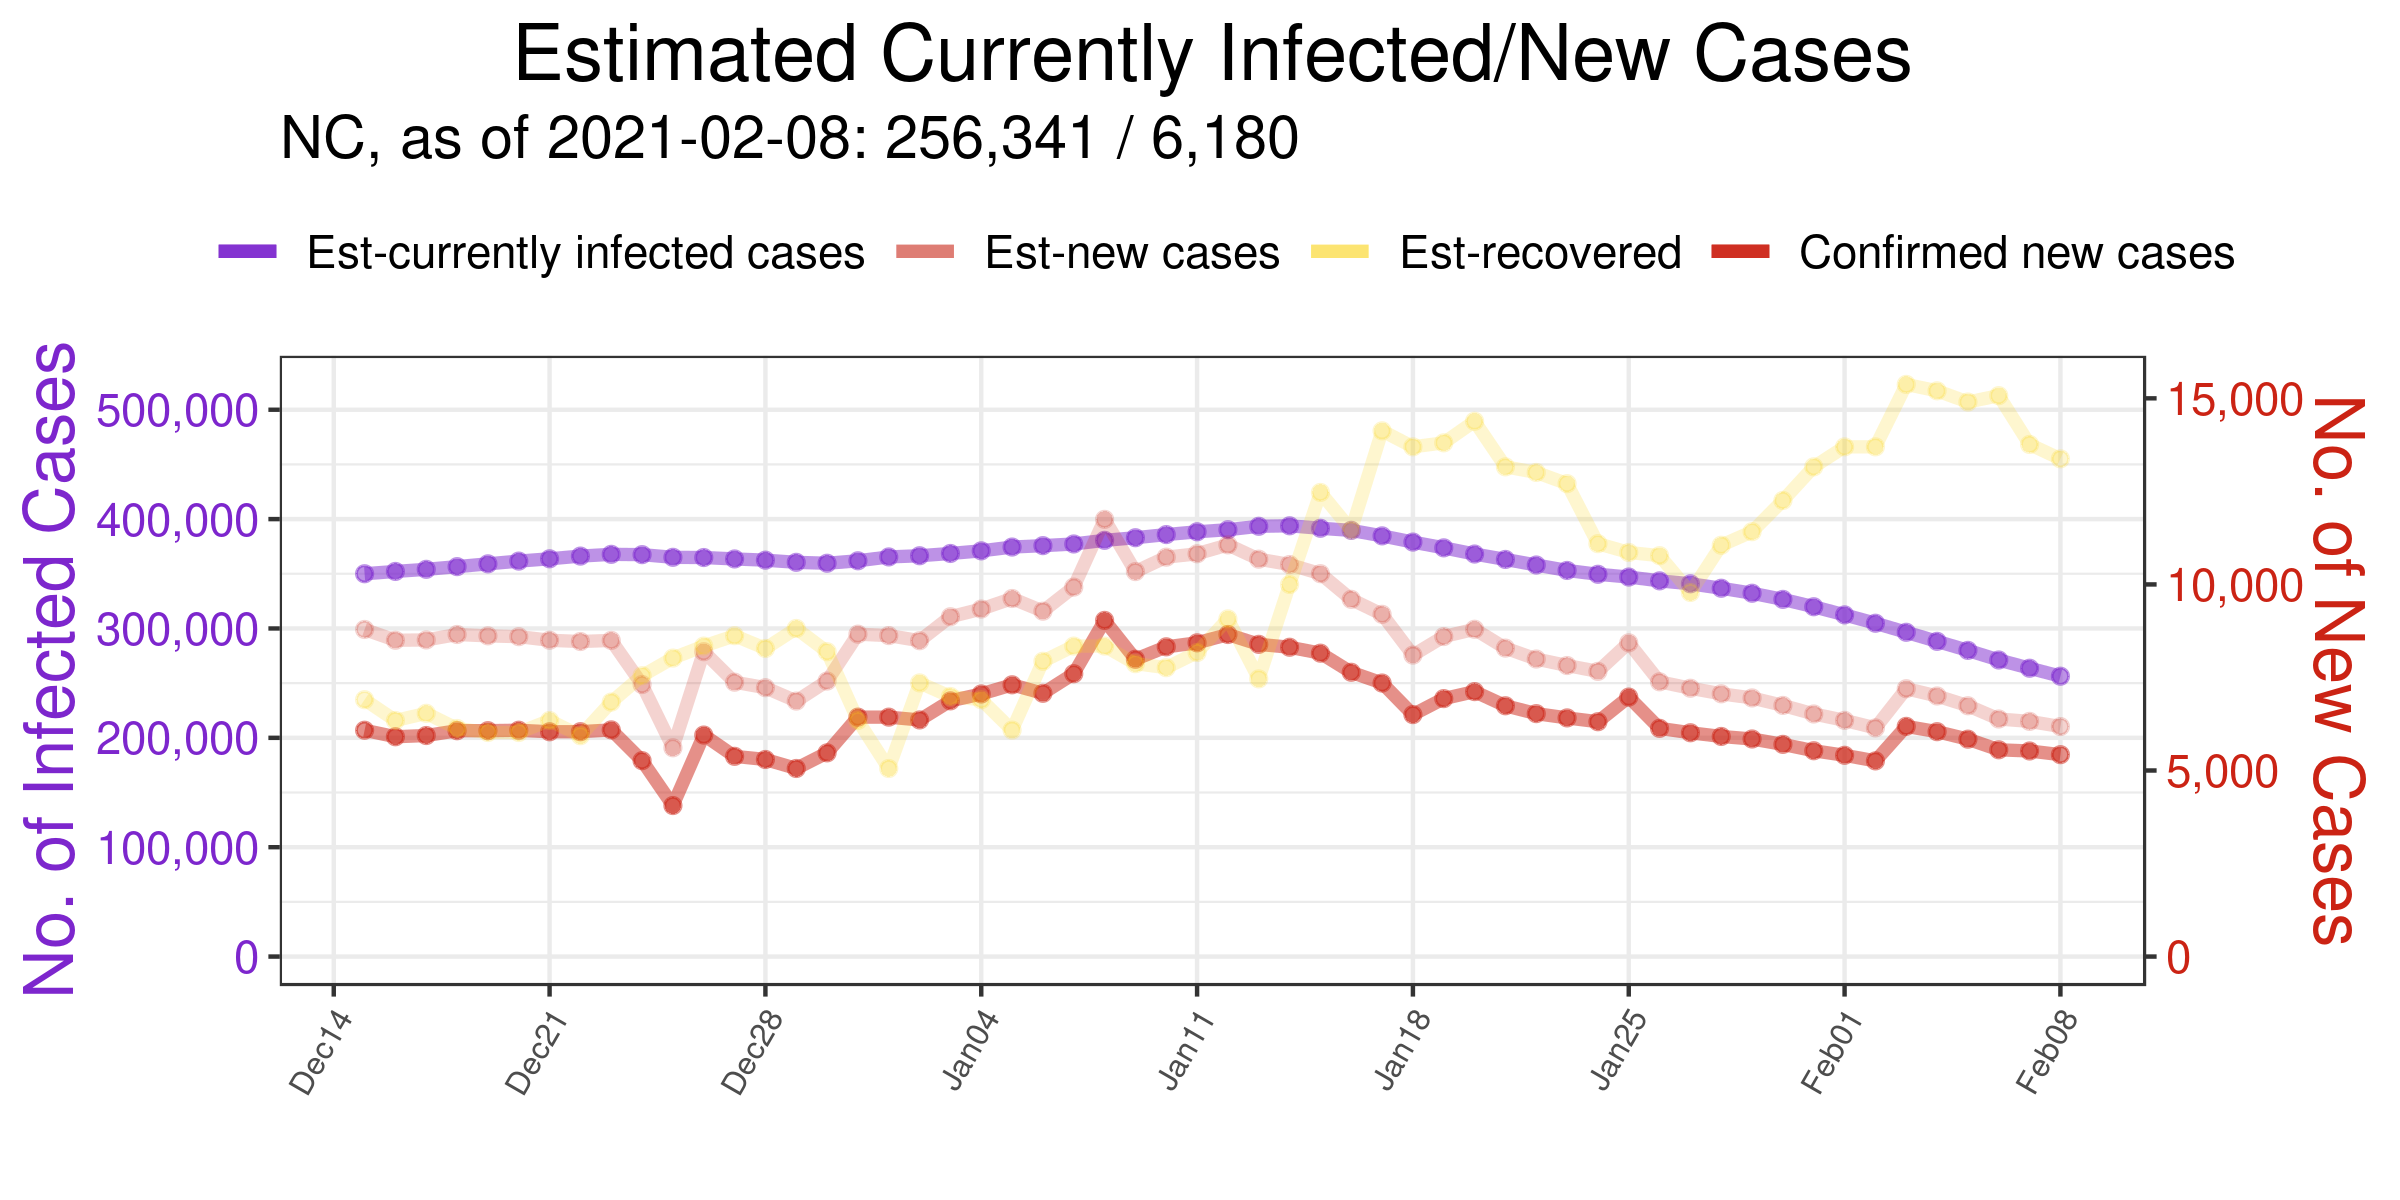 Estimated Currently Infected/New Cases
NC, as of 2021-02-08: 256,341 / 6,180
Est-currently infected cases Est-new cases Est-recovered Confirmed new cases
No. of Infected Cases
500,000
400,000
300,000
200,000
100,000
0
15,000
10,000
5,000
0
No. of New Cases
Dec14 Dec21 Dec28 Jan04 Jan11 Jan18 Jan25 Feb01 Feb08